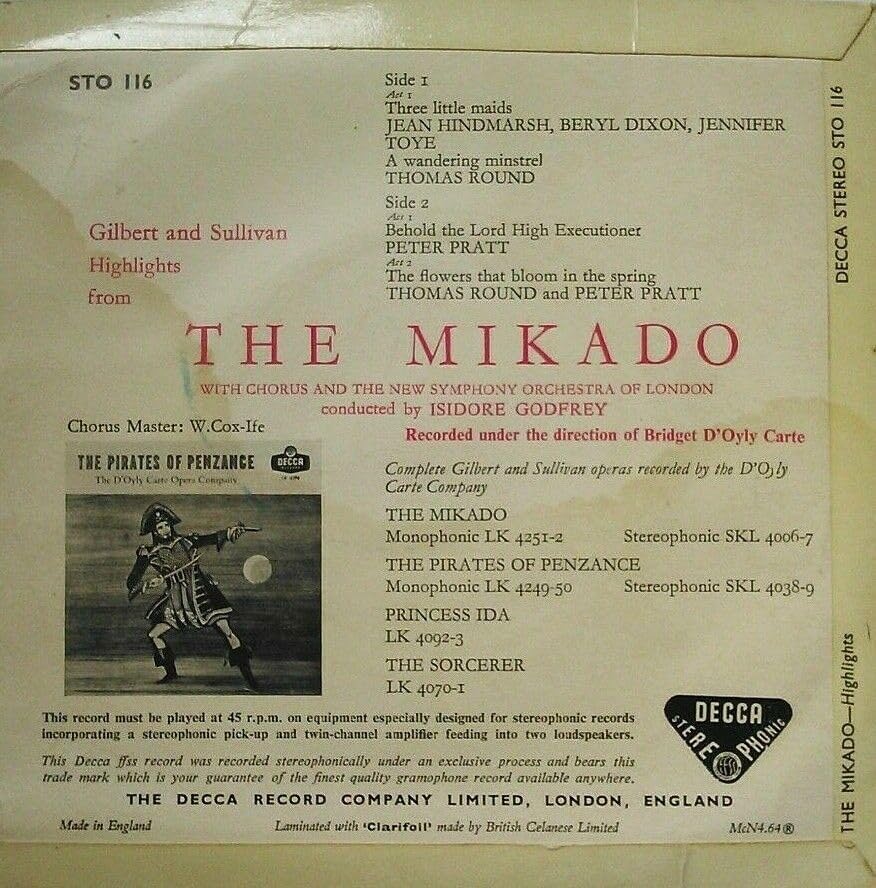 STO 116
Side 1
Act 1
Three little maids
JEAN HINDMARSH, BERYL DIXON, JENNIFER
TOYE
A wandering minstrel
THOMAS ROUND
Side 2
Act 1
Behold the Lord High Executioner
PETER PRATT
Act 2
The flowers that bloom in the spring
THOMAS ROUND and PETER PRATT
Gilbert and Sullivan
Highlights
from
THE MIKADO
WITH CHORUS AND THE NEW SYMPHONY ORCHESTRA OF LONDON
conducted by ISIDORE GODFREY
Recorded under the direction of Bridget D'Oyly Carte
Chorus Master: W.Cox-Ife
THE PIRATES OF PENZANCE
DECCA
The D'Oyly Carte Opera Company
Complete Gilbert and Sullivan operas recorded by the D'Oyly
Carte Company
THE MIKADO
Monophonic LK 4251-2 Stereophonic SKL 4006-7
THE PIRATES OF PENZANCE
Monophonic LK 4249-50 Stereophonic SKL 4038-9
PRINCESS IDA
LK 4092-3
THE SORCERER
LK 4070-1
This record must be played at 45 r.p.m. on equipment especially designed for stereophonic records
incorporating a stereophonic pick-up and twin-channel amplifier feeding into two loudspeakers.
This Decca ffss record was recorded stereophonically under an exclusive process and bears this
trade mark which is your guarantee of the finest quality gramophone record available anywhere.
DECCA
STEREOPHONIC
THE DECCA RECORD COMPANY LIMITED, LONDON, ENGLAND
Made in England
Laminated with 'Clarifoil' made by British Celanese Limited
McN4.64®
DECCA STEREO STO 116
THE MIKADO—Highlights